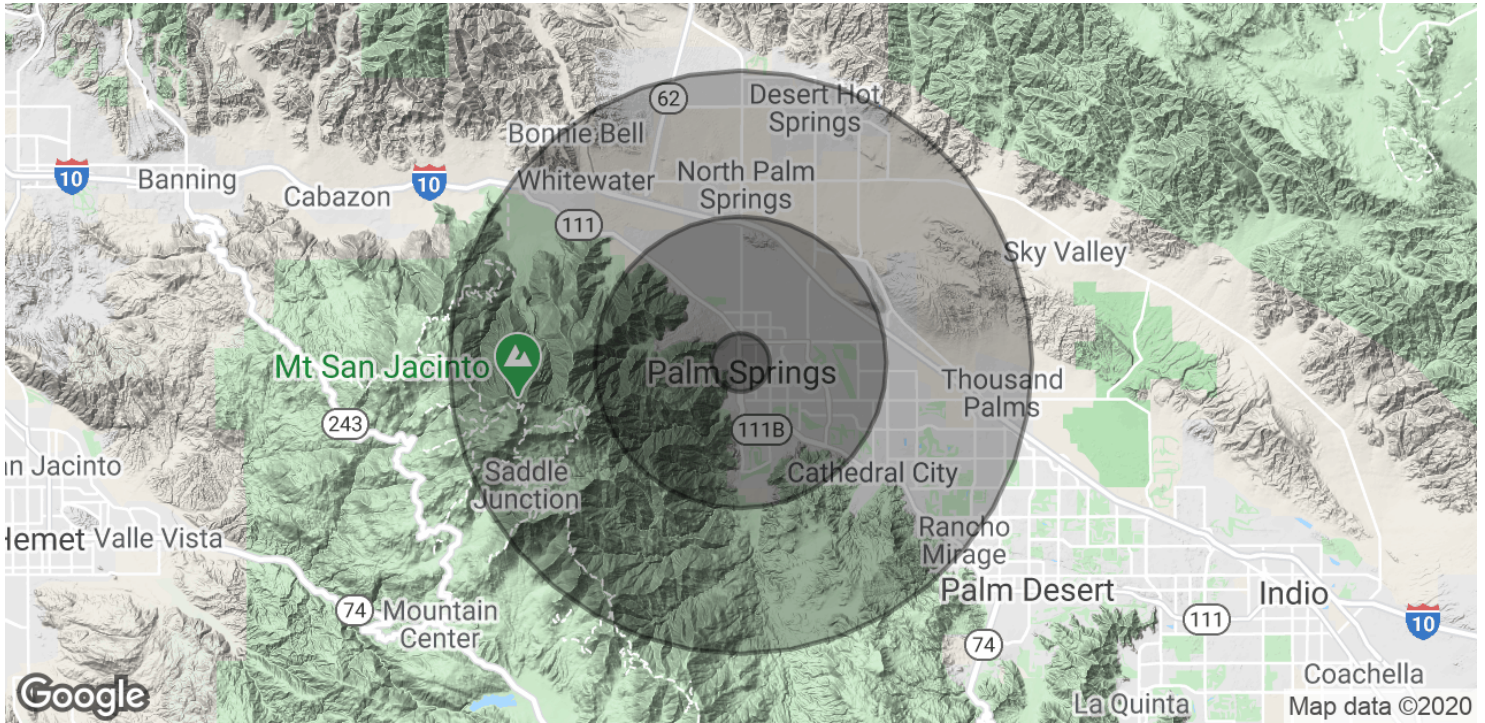 62
Desert Hot
Springs
Bonnie Bell
10
Banning
10
Cabazon
Whitewater
North Palm
Springs
111
Sky Valley
Mt San Jacinto
Palm Springs
Thousand
Palms
243
111B
an Jacinto
Saddle
Junction
Cathedral City
Hemet
Valle Vista
Rancho
Mirage
Palm Desert
Indio
74
Mountain
Center
111
10
74
Coachella
La Quinta
Google
Map data ©2020